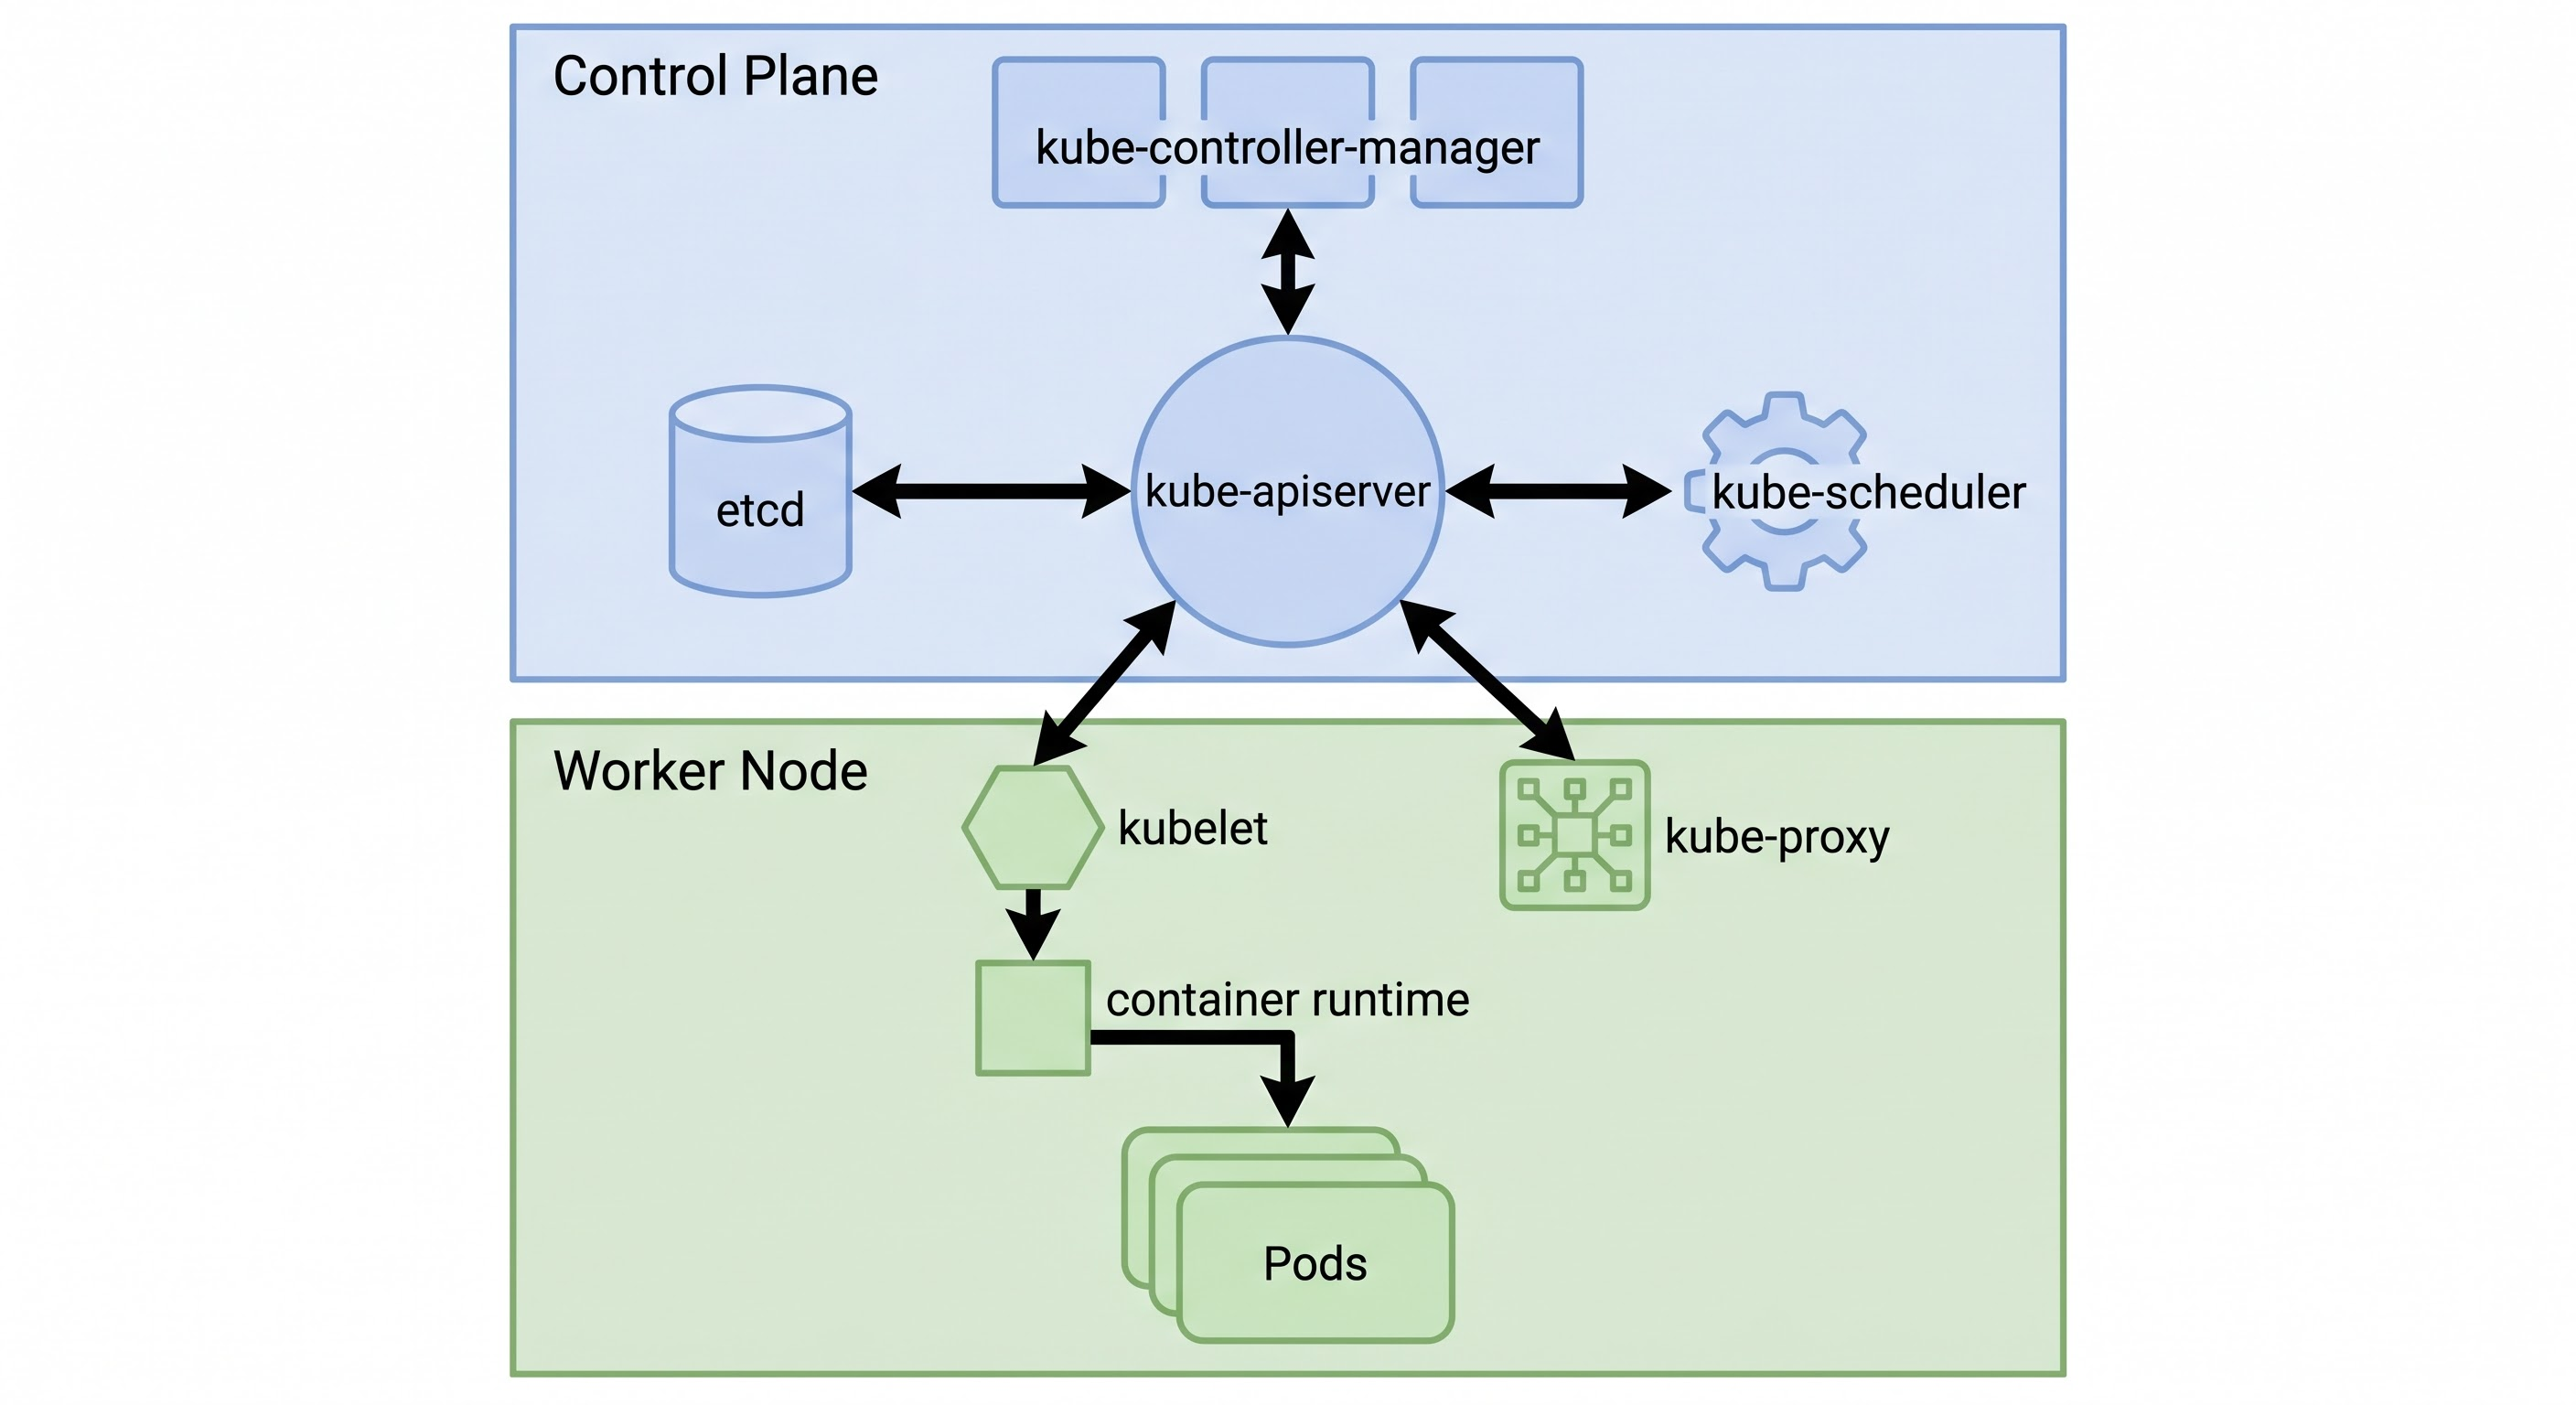 Control Plane
kube-controller-manager
etcd
kube-apiserver
kube-scheduler
Worker Node
kubelet
kube-proxy
container runtime
Pods